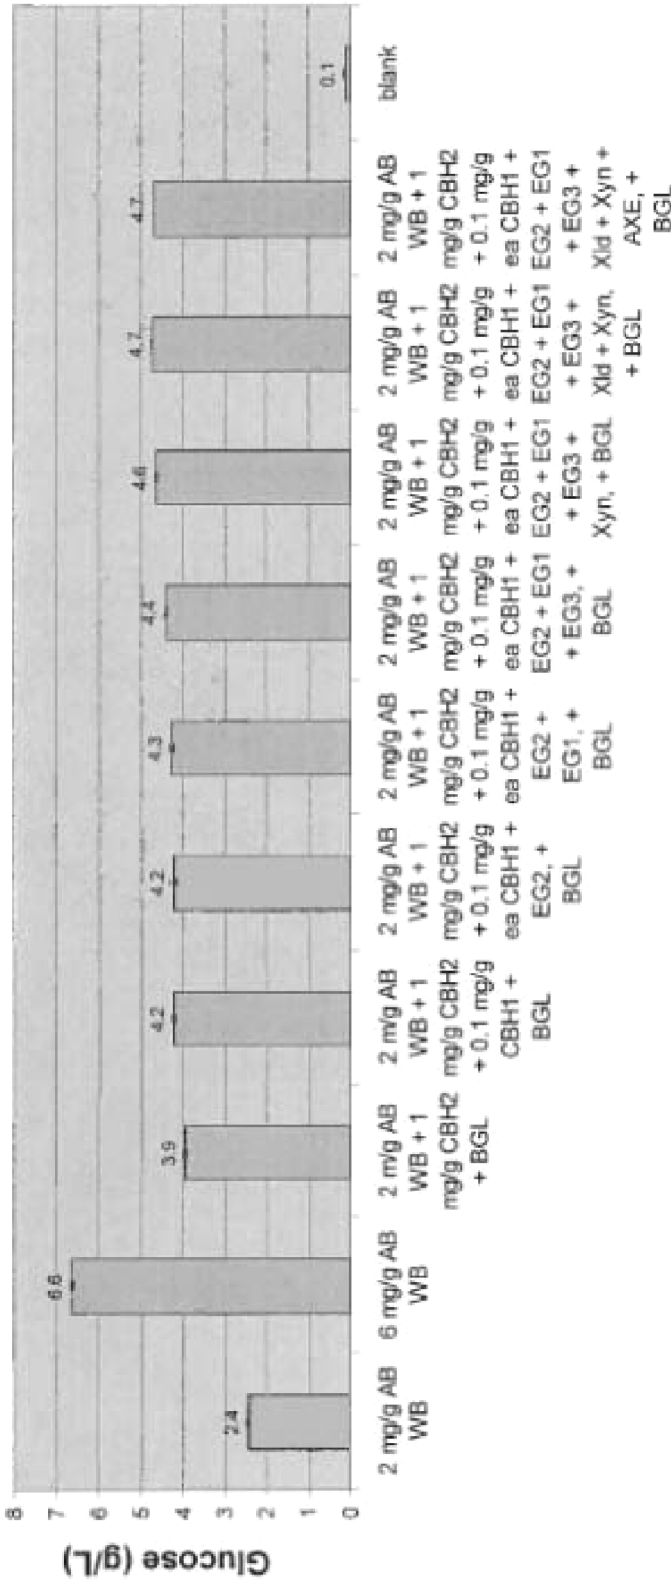 Glucose (g/L)
8
7
6
5
4
3
2
1
0
2.4
6.6
3.9
4.2
4.2
4.3
4.4
4.6
4.7
4.7
0.1
2 mg/g AB
WB
6 mg/g AB
WB
2 m/g AB
WB + 1
mg/g CBH2
+ BGL
2 m/g AB
WB + 1
mg/g CBH2
+ 0.1 mg/g
CBH1 +
BGL
2 mg/g AB
WB + 1
mg/g CBH2
+ 0.1 mg/g
ea CBH1 +
EG2, +
BGL
2 mg/g AB
WB + 1
mg/g CBH2
+ 0.1 mg/g
ea CBH1 +
EG2 +
EG1, +
BGL
2 mg/g AB
WB + 1
mg/g CBH2
+ 0.1 mg/g
ea CBH1 +
EG2 + EG1
+ EG3, +
BGL
2 mg/g AB
WB + 1
mg/g CBH2
+ 0.1 mg/g
ea CBH1 +
EG2 + EG1
+ EG3 +
Xyn, + BGL
2 mg/g AB
WB + 1
mg/g CBH2
+ 0.1 mg/g
ea CBH1 +
EG2 + EG1
+ EG3 +
Xld + Xyn,
+ BGL
2 mg/g AB
WB + 1
mg/g CBH2
+ 0.1 mg/g
ea CBH1 +
EG2 + EG1
+ EG3 +
Xld + Xyn +
AXE, +
BGL
blank